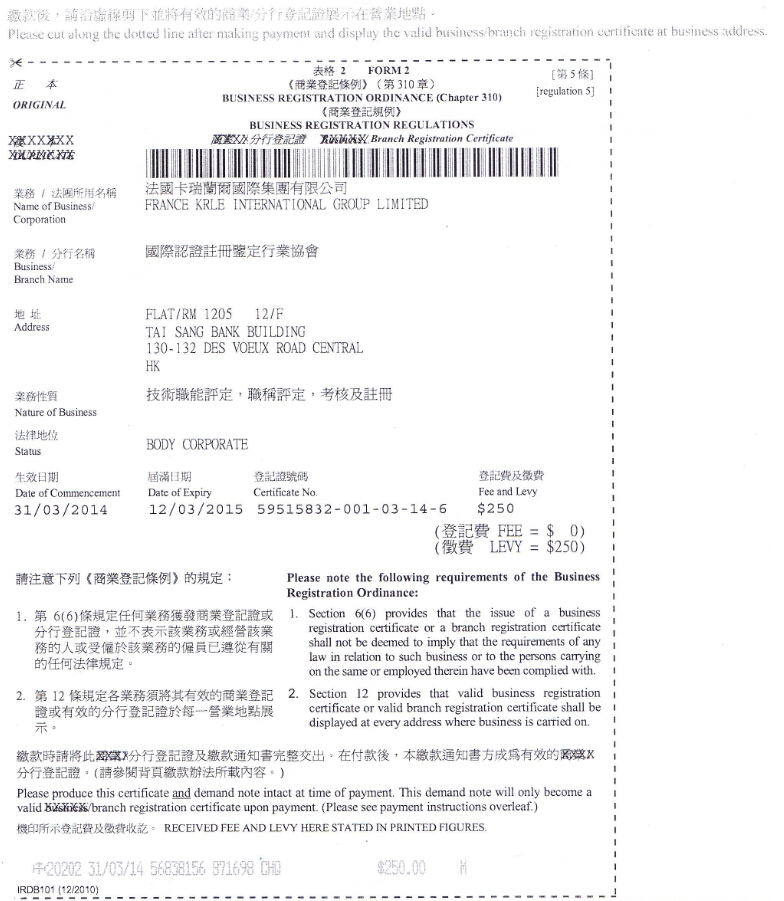 繳款後，請沿虛線剪下並將有效的商業/分行登記證展示在營業地點。
Please cut along the dotted line after making payment and display the valid business/branch registration certificate at business address.
正 本
ORIGINAL
表格 2 FORM 2
《商業登記條例》（第 310 章）
BUSINESS REGISTRATION ORDINANCE (Chapter 310)
《商業登記規例》
BUSINESS REGISTRATION REGULATIONS
[第 5 條]
[regulation 5]
分行登記證 Branch Registration Certificate
業務 / 法團所用名稱
Name of Business/
Corporation
法國卡瑞蘭爾國際集團有限公司
FRANCE KRLE INTERNATIONAL GROUP LIMITED
業務 / 分行名稱
Business/
Branch Name
國際認證註冊鑒定行業協會
地 址
Address
FLAT/RM 1205 12/F
TAI SANG BANK BUILDING
130-132 DES VOEUX ROAD CENTRAL
HK
業務性質
Nature of Business
技術職能評定，職稱評定，考核及註冊
法律地位
Status
BODY CORPORATE
生效日期 屆滿日期 登記證號碼 登記費及徵費
Date of Commencement Date of Expiry Certificate No. Fee and Levy
31/03/2014 12/03/2015 59515832-001-03-14-6 $250
(登記費 FEE = $ 0)
(徵費 LEVY = $250)
請注意下列《商業登記條例》的規定：
1. 第 6(6)條規定任何業務獲發商業登記證或
分行登記證，並不表示該業務或經營該業
務的人或受僱於該業務的僱員已遵從有關
的任何法律規定。
2. 第 12 條規定各業務須將其有效的商業登記
證或有效的分行登記證於每一營業地點展
示。
Please note the following requirements of the Business
Registration Ordinance:
1. Section 6(6) provides that the issue of a business
registration certificate or a branch registration certificate
shall not be deemed to imply that the requirements of any
law in relation to such business or to the persons carrying
on the same or employed therein have been complied with.
2. Section 12 provides that valid business registration
certificate or valid branch registration certificate shall be
displayed at every address where business is carried on.
繳款時請將此分行登記證及繳款通知書完整交出。在付款後，本繳款通知書方成爲有效的
分行登記證。(請參閱背頁繳款辦法所載內容。)
Please produce this certificate and demand note intact at time of payment. This demand note will only become a
valid business/branch registration certificate upon payment. (Please see payment instructions overleaf.)
機印所示登記費及徵費收訖。 RECEIVED FEE AND LEVY HERE STATED IN PRINTED FIGURES.
20202 31/03/14 56838156 871698 CHQ $250.00 M
IRDB101 (12/2010)